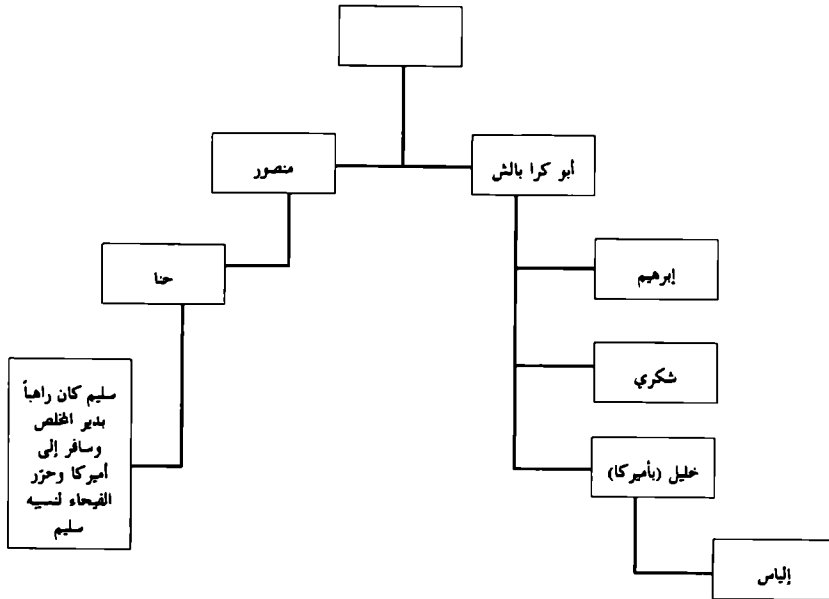 أبو كرا بالش
منصور
إبرهيم
حنا
شكري
سليم كان راهباً
بدير المخلص
وسافر إلى
أميركا وحرّر
الفيحاء لنسيبه
سليم
خليل (بأميركا)
إلياس